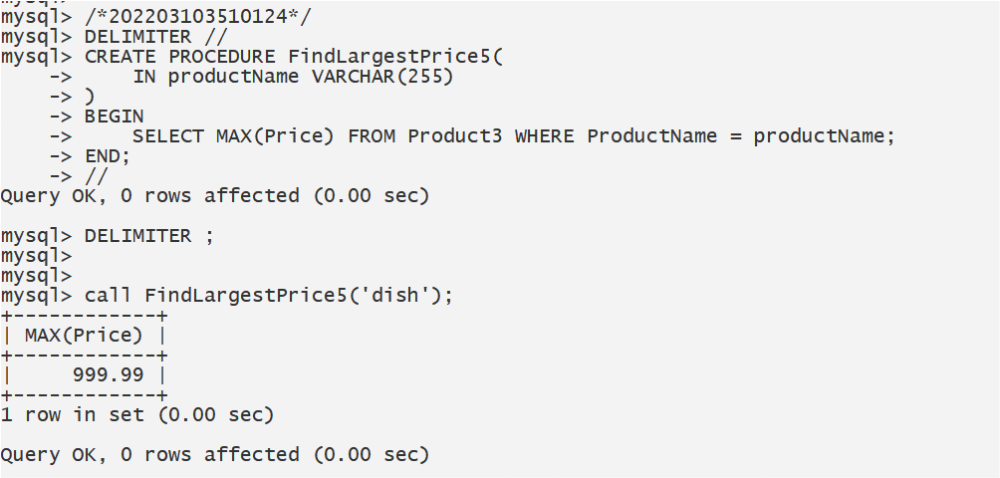 mysql>
mysql> /*202203103510124*/
mysql> DELIMITER //
mysql> CREATE PROCEDURE FindLargestPrice5(
    ->     IN productName VARCHAR(255)
    -> )
    -> BEGIN
    ->     SELECT MAX(Price) FROM Product3 WHERE ProductName = productName;
    -> END;
    -> //
Query OK, 0 rows affected (0.00 sec)
mysql> DELIMITER ;
mysql>
mysql>
mysql> call FindLargestPrice5('dish');
+------------+
| MAX(Price) |
+------------+
|     999.99 |
+------------+
1 row in set (0.00 sec)
Query OK, 0 rows affected (0.00 sec)